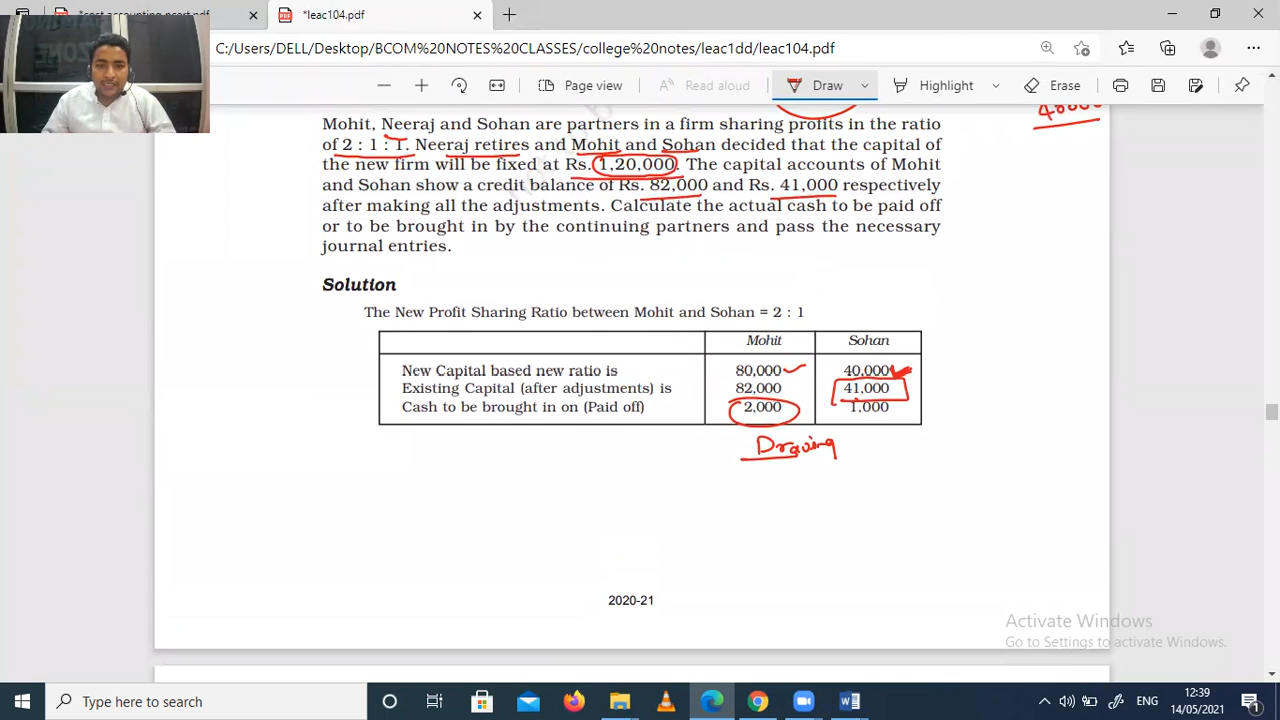 *leac104.pdf
C:/Users/DELL/Desktop/BCOM%20NOTES%20CLASSES/college%20notes/leac1dd/leac104.pdf
Page view
Read aloud
Draw
Highlight
Erase
Mohit, Neeraj and Sohan are partners in a firm sharing profits in the ratio
of 2 : 1 : 1. Neeraj retires and Mohit and Sohan decided that the capital of
the new firm will be fixed at Rs. 1,20,000. The capital accounts of Mohit
and Sohan show a credit balance of Rs. 82,000 and Rs. 41,000 respectively
after making all the adjustments. Calculate the actual cash to be paid off
or to be brought in by the continuing partners and pass the necessary
journal entries.
Solution
The New Profit Sharing Ratio between Mohit and Sohan = 2 : 1
Mohit Sohan
New Capital based new ratio is 80,000 40,000
Existing Capital (after adjustments) is 82,000 41,000
Cash to be brought in on (Paid off) 2,000 1,000
Drawing
2020-21
Activate Windows
Go to Settings to activate Windows.
Type here to search
ENG
12:39
14/05/2021